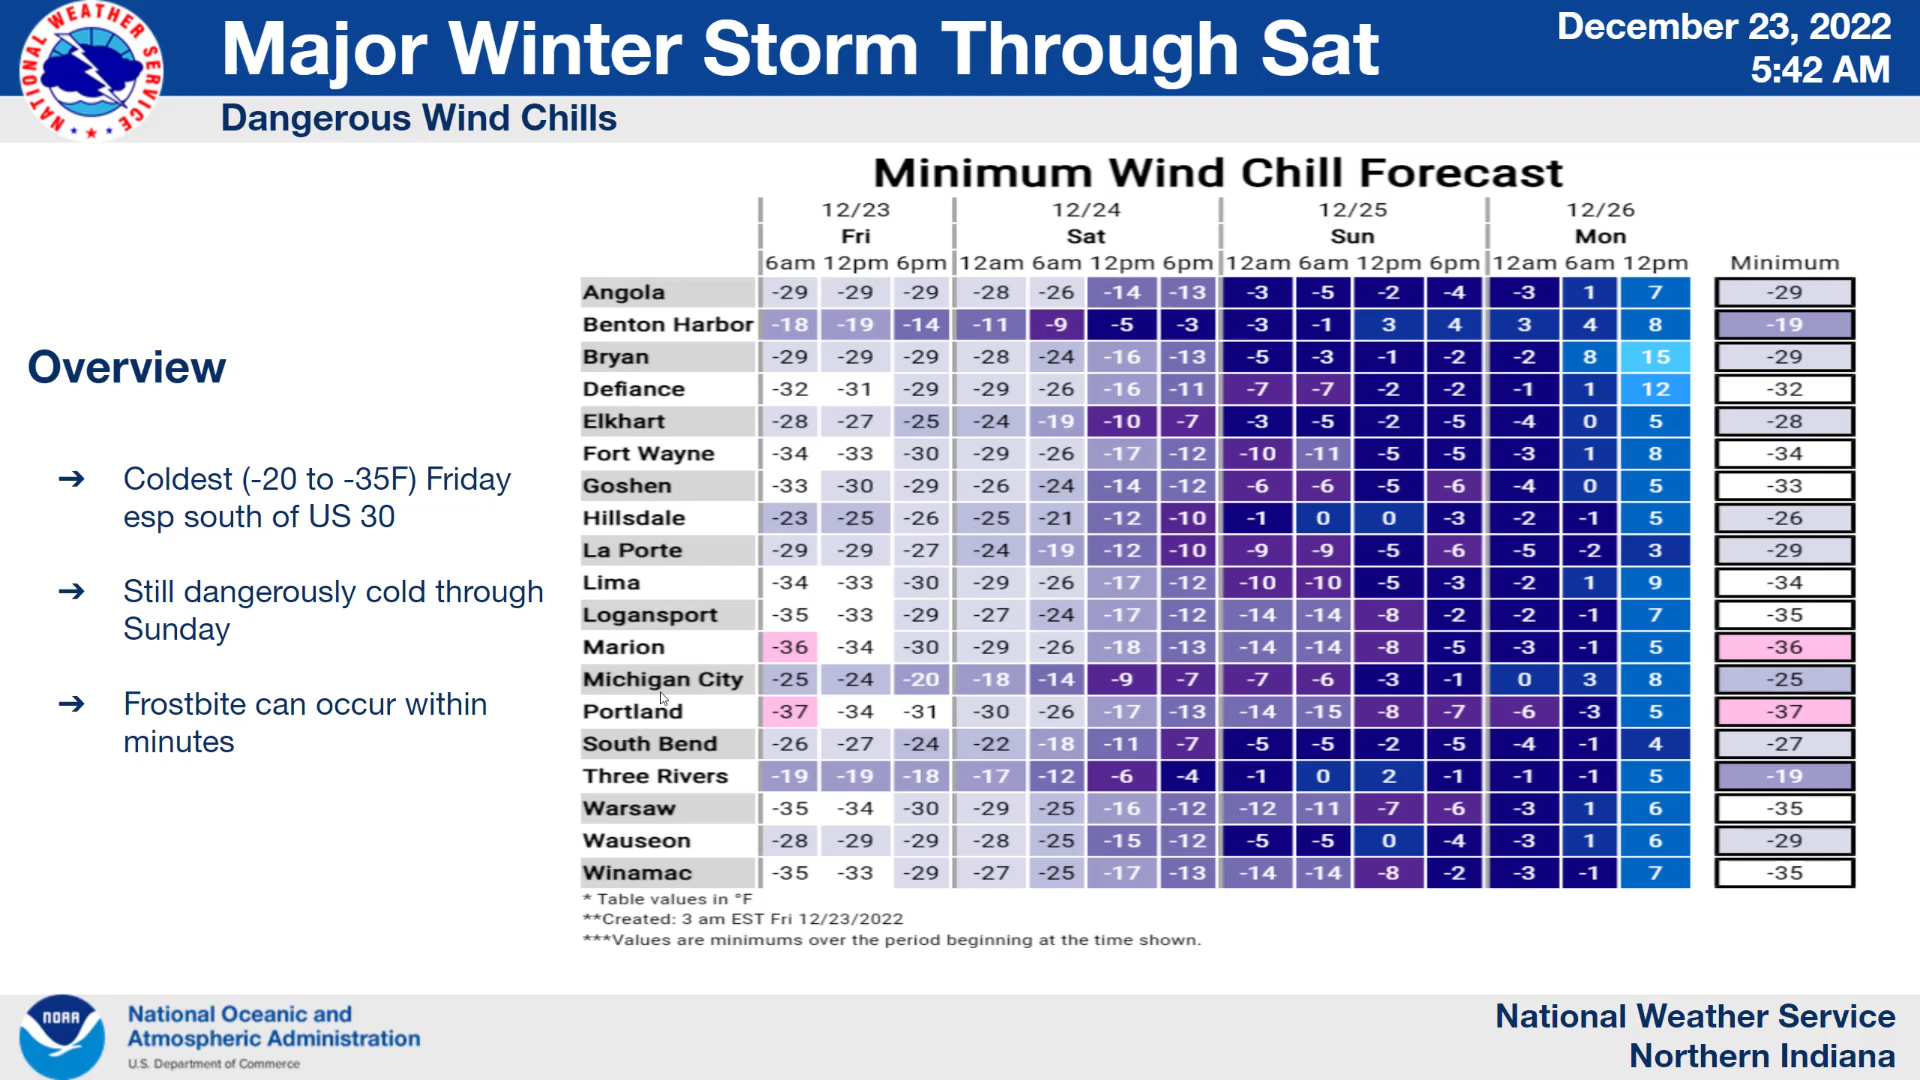 Major Winter Storm Through Sat
December 23, 2022
5:42 AM
NATIONAL WEATHER SERVICE
Dangerous Wind Chills
Overview
➔ Coldest (-20 to -35F) Friday
esp south of US 30
➔ Still dangerously cold through
Sunday
➔ Frostbite can occur within
minutes
Minimum Wind Chill Forecast
12/23 12/24 12/25 12/26
Fri Sat Sun Mon
6am 12pm 6pm 12am 6am 12pm 6pm 12am 6am 12pm 6pm 12am 6am 12pm Minimum
Angola -29 -29 -29 -28 -26 -14 -13 -3 -5 -2 -4 -3 1 7 -29
Benton Harbor -18 -19 -14 -11 -9 -5 -3 -3 -1 3 4 3 4 8 -19
Bryan -29 -29 -29 -28 -24 -16 -13 -5 -3 -1 -2 -2 8 15 -29
Defiance -32 -31 -29 -29 -26 -16 -11 -7 -7 -2 -2 -1 1 12 -32
Elkhart -28 -27 -25 -24 -19 -10 -7 -3 -5 -2 -5 -4 0 5 -28
Fort Wayne -34 -33 -30 -29 -26 -17 -12 -10 -11 -5 -5 -3 1 8 -34
Goshen -33 -30 -29 -26 -24 -14 -12 -6 -6 -5 -6 -4 0 5 -33
Hillsdale -23 -25 -26 -25 -21 -12 -10 -1 0 0 -3 -2 -1 5 -26
La Porte -29 -29 -27 -24 -19 -12 -10 -9 -9 -5 -6 -5 -2 3 -29
Lima -34 -33 -30 -29 -26 -17 -12 -10 -10 -5 -3 -2 1 9 -34
Logansport -35 -33 -29 -27 -24 -17 -12 -14 -14 -8 -2 -2 -1 7 -35
Marion -36 -34 -30 -29 -26 -18 -13 -14 -14 -8 -5 -3 -1 5 -36
Michigan City -25 -24 -20 -18 -14 -9 -7 -7 -6 -3 -1 0 3 8 -25
Portland -37 -34 -31 -30 -26 -17 -13 -14 -15 -8 -7 -6 -3 5 -37
South Bend -26 -27 -24 -22 -18 -11 -7 -5 -5 -2 -5 -4 -1 4 -27
Three Rivers -19 -19 -18 -17 -12 -6 -4 -1 0 2 -1 -1 -1 5 -19
Warsaw -35 -34 -30 -29 -25 -16 -12 -12 -11 -7 -6 -3 1 6 -35
Wauseon -28 -29 -29 -28 -25 -15 -12 -5 -5 0 -4 -3 1 6 -29
Winamac -35 -33 -29 -27 -25 -17 -13 -14 -14 -8 -2 -3 -1 7 -35
* Table values in °F
**Created: 3 am EST Fri 12/23/2022
***Values are minimums over the period beginning at the time shown.
NOAA
National Oceanic and
Atmospheric Administration
U.S. Department of Commerce
National Weather Service
Northern Indiana